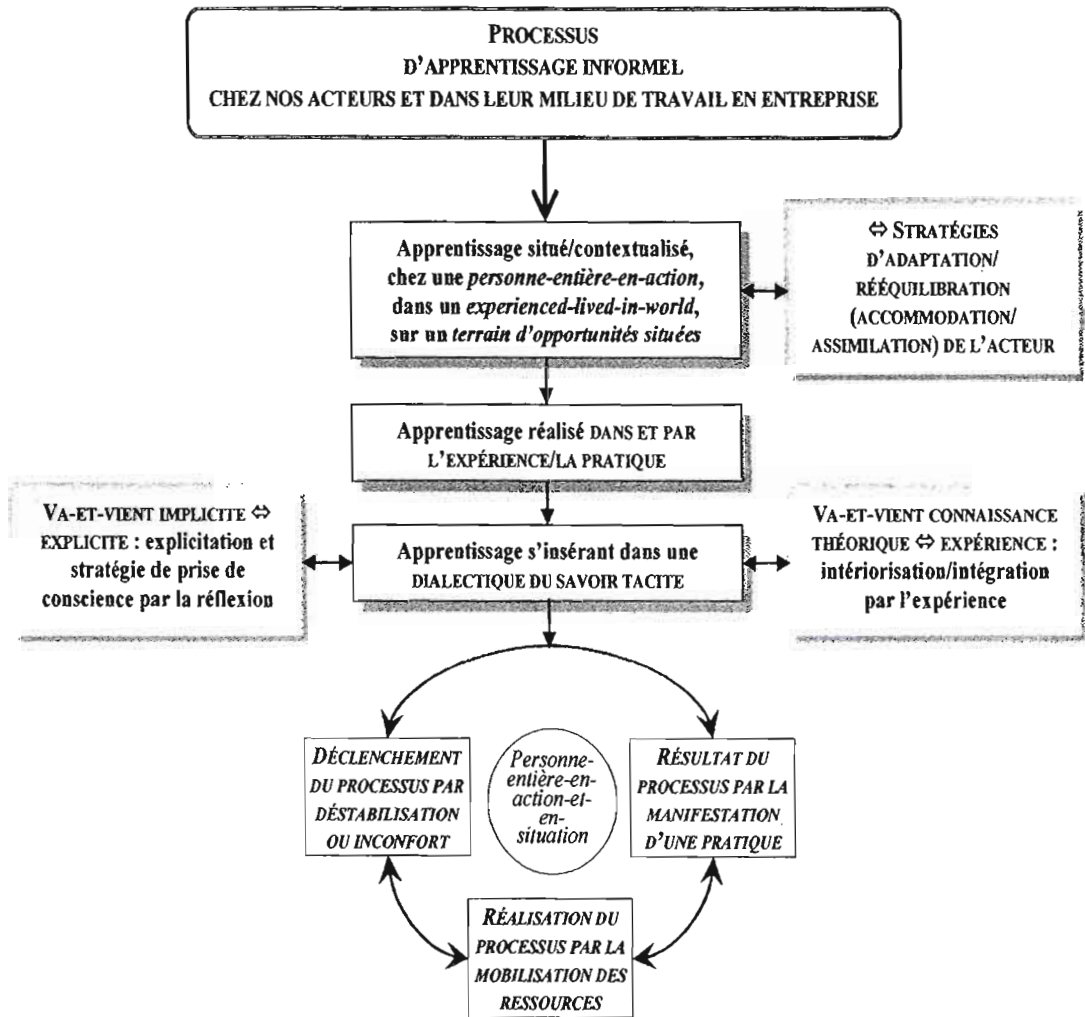 PROCESSUS
D'APPRENTISSAGE INFORMEL
CHEZ NOS ACTEURS ET DANS LEUR MILIEU DE TRAVAIL EN ENTREPRISE
Apprentissage situé/contextualisé,
chez une personne-entière-en-action,
dans un experienced-lived-in-world,
sur un terrain d'opportunités situées
⇔ STRATÉGIES
D'ADAPTATION/
RÉÉQUILIBRATION
(ACCOMMODATION/
ASSIMILATION) DE L'ACTEUR
Apprentissage réalisé DANS ET PAR
L'EXPÉRIENCE/LA PRATIQUE
VA-ET-VIENT IMPLICITE ⇔
EXPLICITE : explicitation et
stratégie de prise de
conscience par la réflexion
Apprentissage s'insérant dans une
DIALECTIQUE DU SAVOIR TACITE
VA-ET-VIENT CONNAISSANCE
THÉORIQUE ⇔ EXPÉRIENCE :
intériorisation/intégration
par l'expérience
DÉCLENCHEMENT
DU PROCESSUS PAR
DÉSTABILISATION
OU INCONFORT
Personne-
entière-en-
action-et-
en-
situation
RÉSULTAT DU
PROCESSUS PAR LA
MANIFESTATION
D'UNE PRATIQUE
RÉALISATION DU
PROCESSUS PAR LA
MOBILISATION DES
RESSOURCES